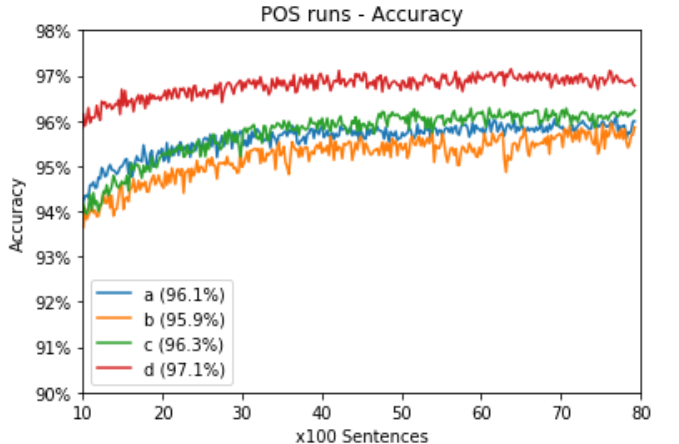 POS runs - Accuracy
98%
97%
96%
95%
94%
93%
92%
91%
90%
Accuracy
a (96.1%)
b (95.9%)
c (96.3%)
d (97.1%)
10 20 30 40 50 60 70 80
x100 Sentences